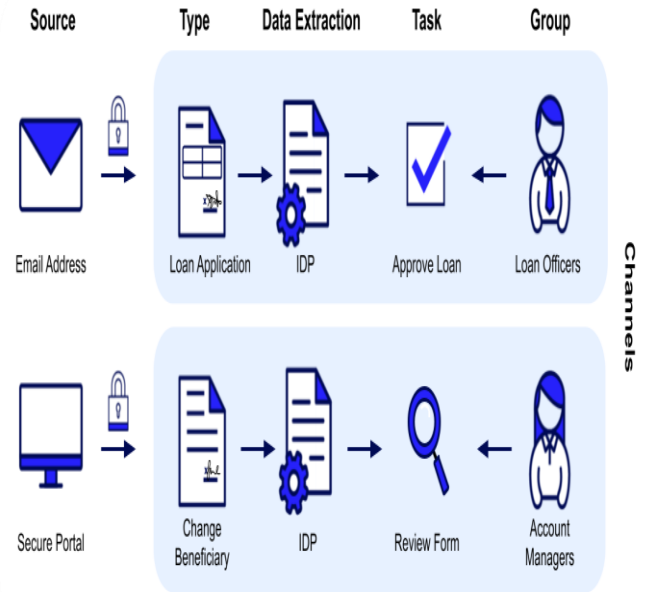 Source Type Data Extraction Task Group
Email Address Loan Application IDP Approve Loan Loan Officers
Channels
Secure Portal Change Beneficiary IDP Review Form Account Managers